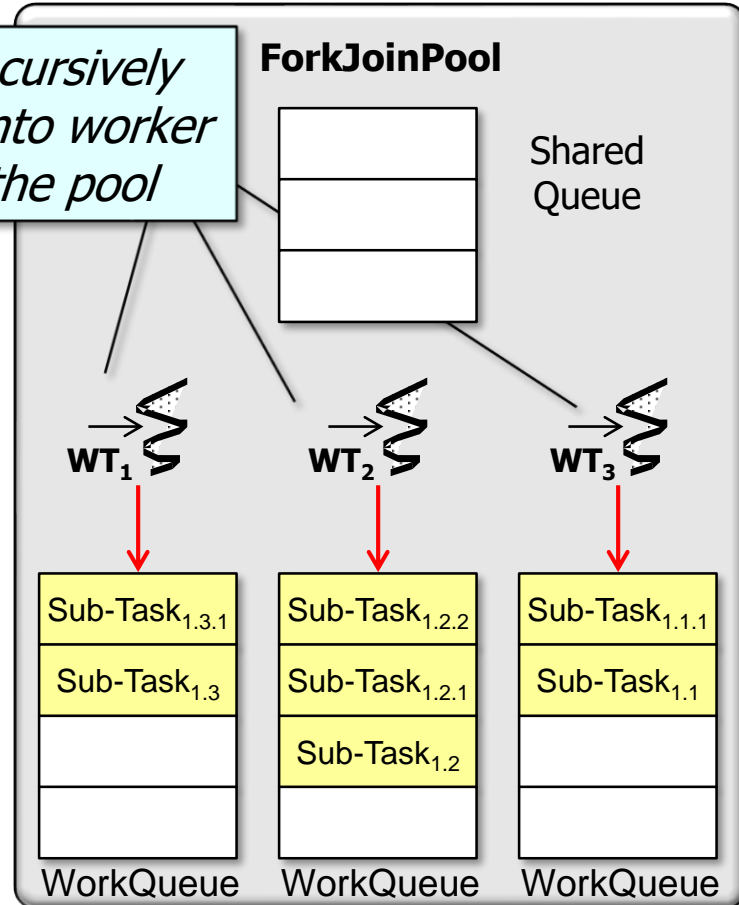 cursively
nto worker
the pool
ForkJoinPool
Shared
Queue
WT₁
WT₂
WT₃
Sub-Task₁.₃.₁
Sub-Task₁.₃
Sub-Task₁.₂.₂
Sub-Task₁.₂.₁
Sub-Task₁.₂
Sub-Task₁.₁.₁
Sub-Task₁.₁
WorkQueue
WorkQueue
WorkQueue